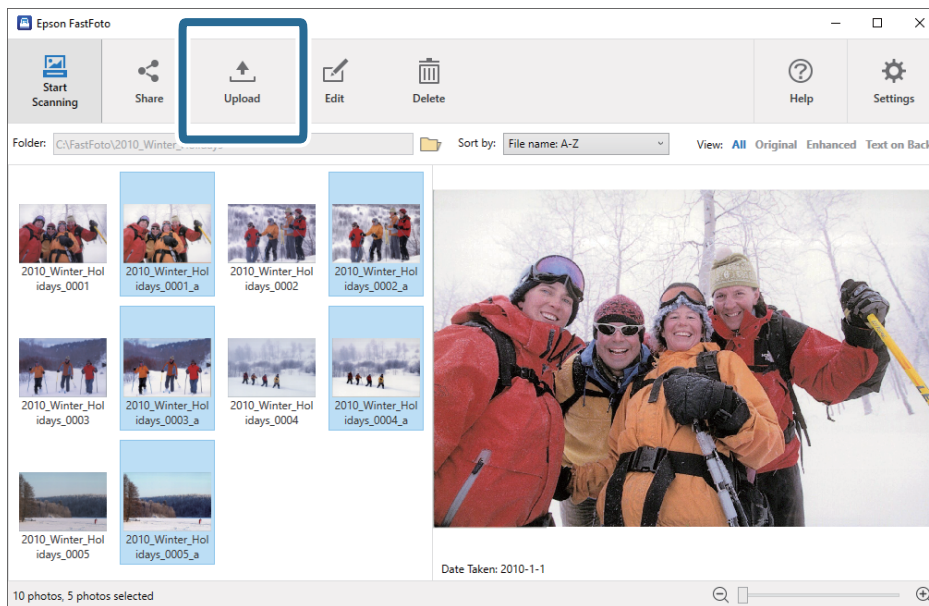 Epson FastFoto
Start
Scanning
Share
Upload
Edit
Delete
Help
Settings
Folder:
C:\FastFoto\2010_Winter_Holidays
Sort by:
File name: A-Z
View: All Original Enhanced Text on Back
2010_Winter_Hol
idays_0001
2010_Winter_Hol
idays_0001_a
2010_Winter_Hol
idays_0002
2010_Winter_Hol
idays_0002_a
2010_Winter_Hol
idays_0003
2010_Winter_Hol
idays_0003_a
2010_Winter_Hol
idays_0004
2010_Winter_Hol
idays_0004_a
2010_Winter_Hol
idays_0005
2010_Winter_Hol
idays_0005_a
Date Taken: 2010-1-1
10 photos, 5 photos selected